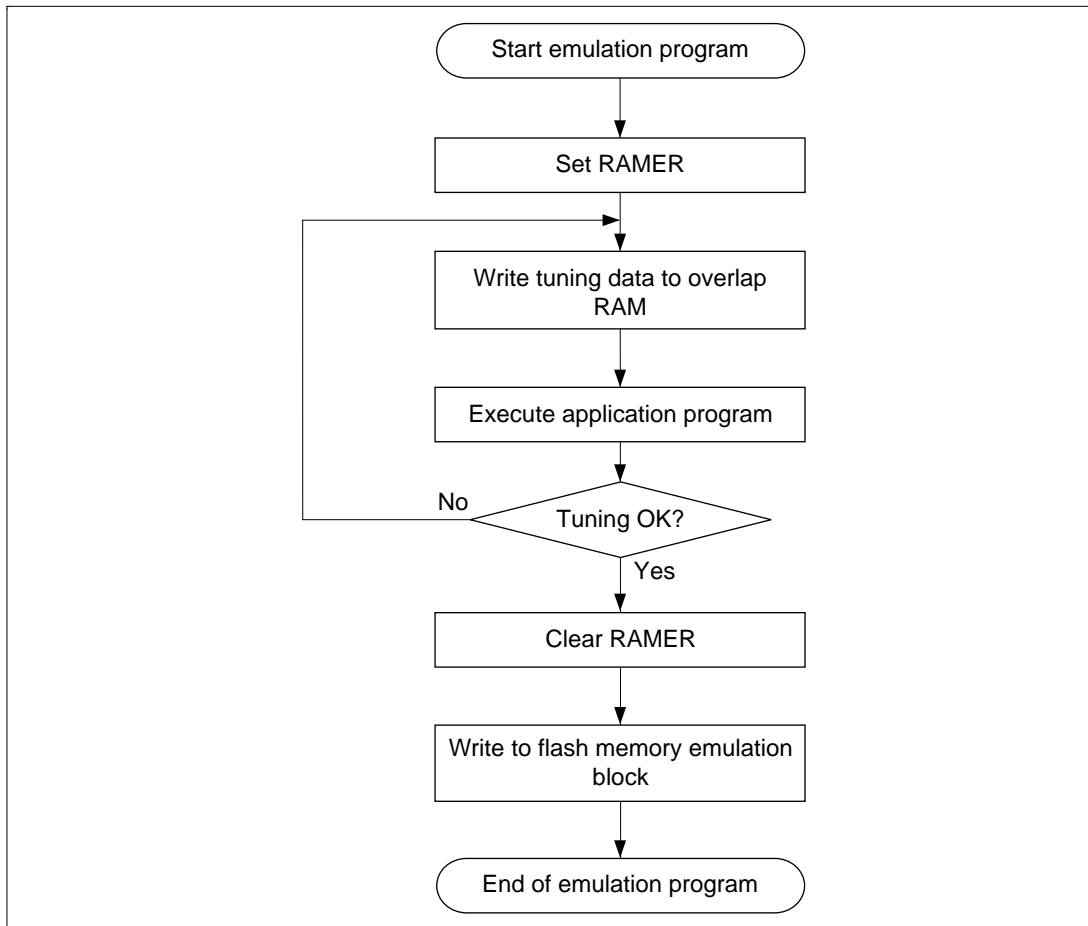 Start emulation program
Set RAMER
Write tuning data to overlap
RAM
Execute application program
No
Tuning OK?
Yes
Clear RAMER
Write to flash memory emulation
block
End of emulation program